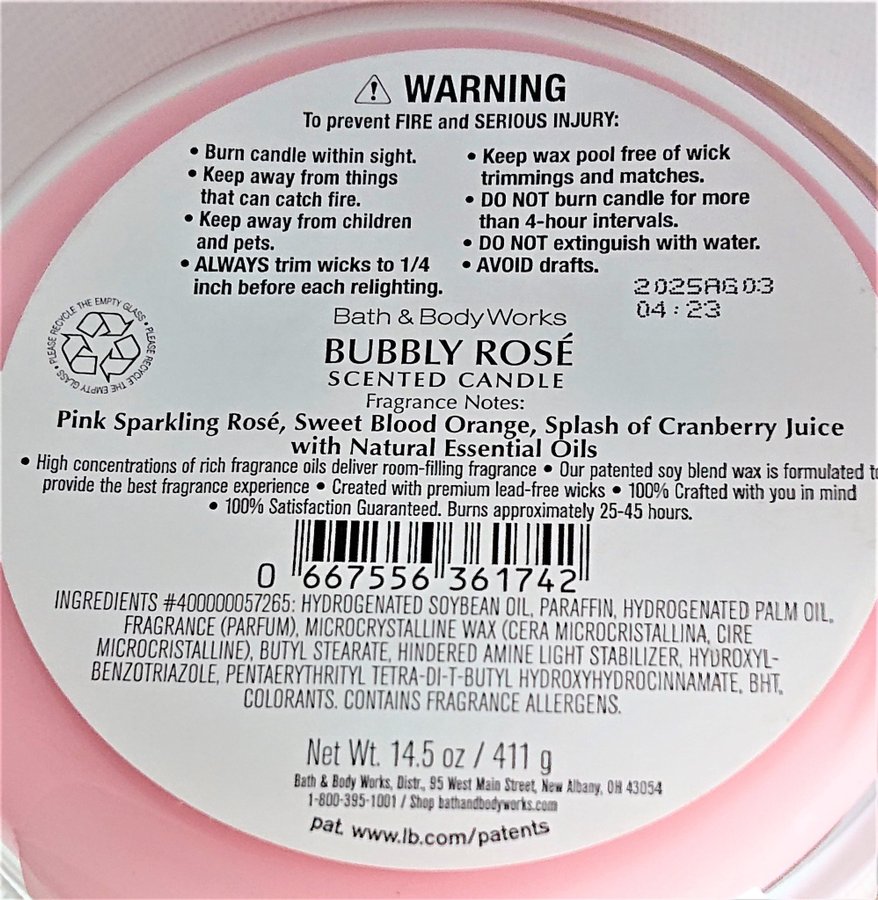 WARNING
To prevent FIRE and SERIOUS INJURY:
• Burn candle within sight.
• Keep away from things
that can catch fire.
• Keep away from children
and pets.
• ALWAYS trim wicks to 1/4
inch before each relighting.
• Keep wax pool free of wick
trimmings and matches.
• DO NOT burn candle for more
than 4-hour intervals.
• DO NOT extinguish with water.
• AVOID drafts.
2025AG03
04:23
PLEASE RECYCLE THE EMPTY GLASS • PLEASE RECYCLE THE EMPTY GLASS •
Bath & Body Works
BUBBLY ROSÉ
SCENTED CANDLE
Fragrance Notes:
Pink Sparkling Rosé, Sweet Blood Orange, Splash of Cranberry Juice
with Natural Essential Oils
• High concentrations of rich fragrance oils deliver room-filling fragrance • Our patented soy blend wax is formulated to
provide the best fragrance experience • Created with premium lead-free wicks • 100% Crafted with you in mind
• 100% Satisfaction Guaranteed. Burns approximately 25-45 hours.
0 667556 361742
INGREDIENTS #400000057265: HYDROGENATED SOYBEAN OIL, PARAFFIN, HYDROGENATED PALM OIL,
FRAGRANCE (PARFUM), MICROCRYSTALLINE WAX (CERA MICROCRISTALLINA, CIRE
MICROCRISTALLINE), BUTYL STEARATE, HINDERED AMINE LIGHT STABILIZER, HYDROXYL-
BENZOTRIAZOLE, PENTAERYTHRITYL TETRA-DI-T-BUTYL HYDROXYHYDROCINNAMATE, BHT,
COLORANTS. CONTAINS FRAGRANCE ALLERGENS.
Net Wt. 14.5 oz / 411 g
Bath & Body Works, Distr., 95 West Main Street, New Albany, OH 43054
1-800-395-1001 / Shop bathandbodyworks.com
pat. www.lb.com/patents